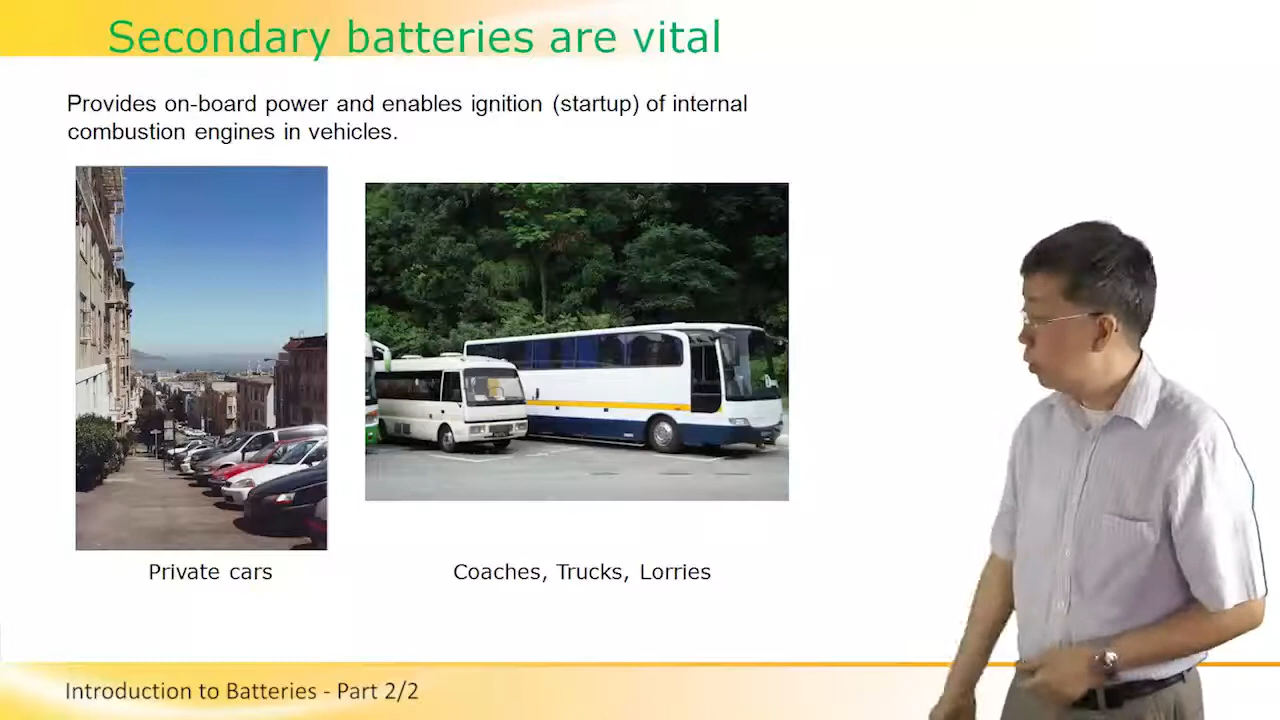 Secondary batteries are vital
Provides on-board power and enables ignition (startup) of internal
combustion engines in vehicles.
Private cars
Coaches, Trucks, Lorries
Introduction to Batteries - Part 2/2